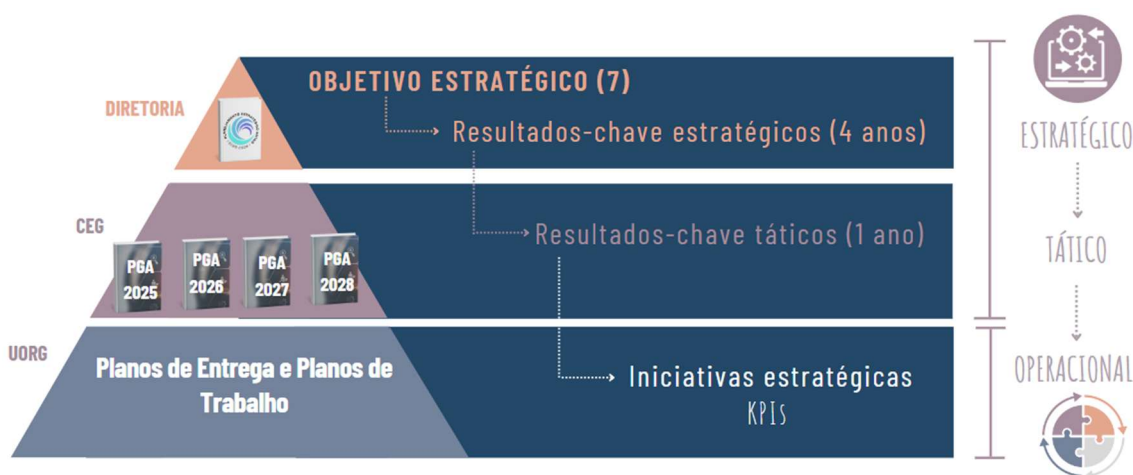 DIRETORIA
OBJETIVO ESTRATÉGICO (7)
Resultados-chave estratégicos (4 anos)
CEG
PGA
2025
PGA
2026
PGA
2027
PGA
2028
Resultados-chave táticos (1 ano)
UORG
Planos de Entrega e Planos de
Trabalho
Iniciativas estratégicas
KPIs
ESTRATÉGICO
TÁTICO
OPERACIONAL